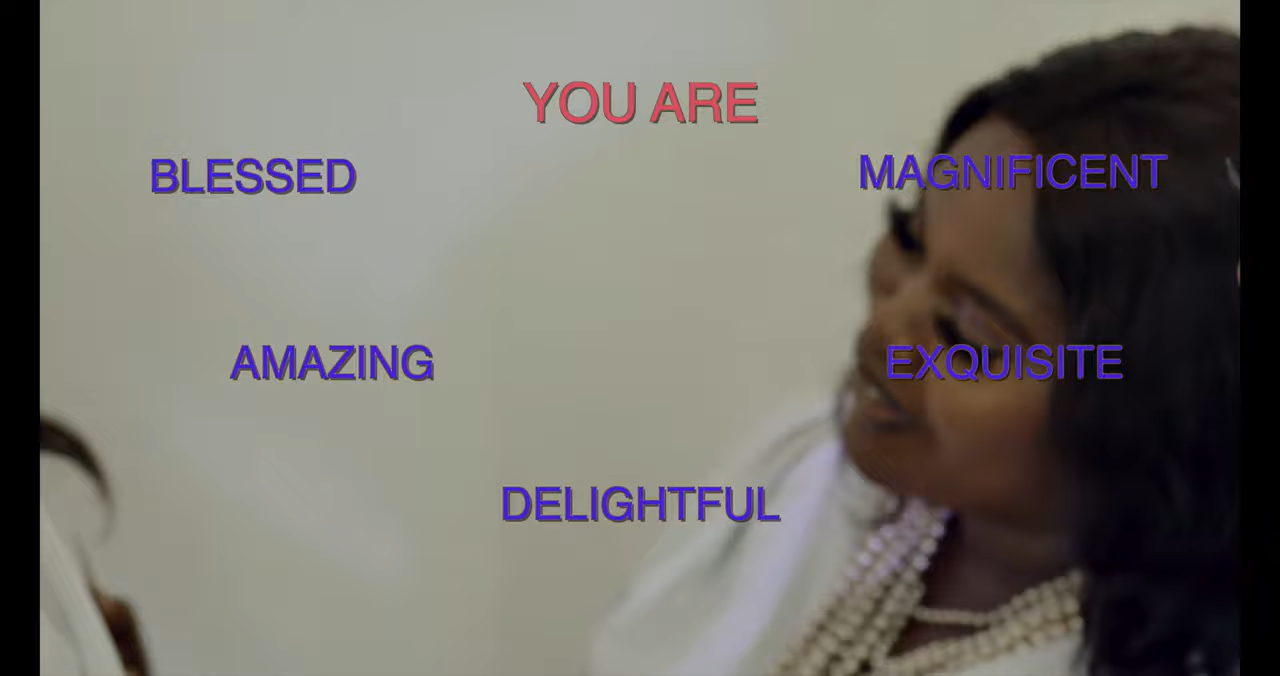 YOU ARE
BLESSED
MAGNIFICENT
AMAZING
EXQUISITE
DELIGHTFUL